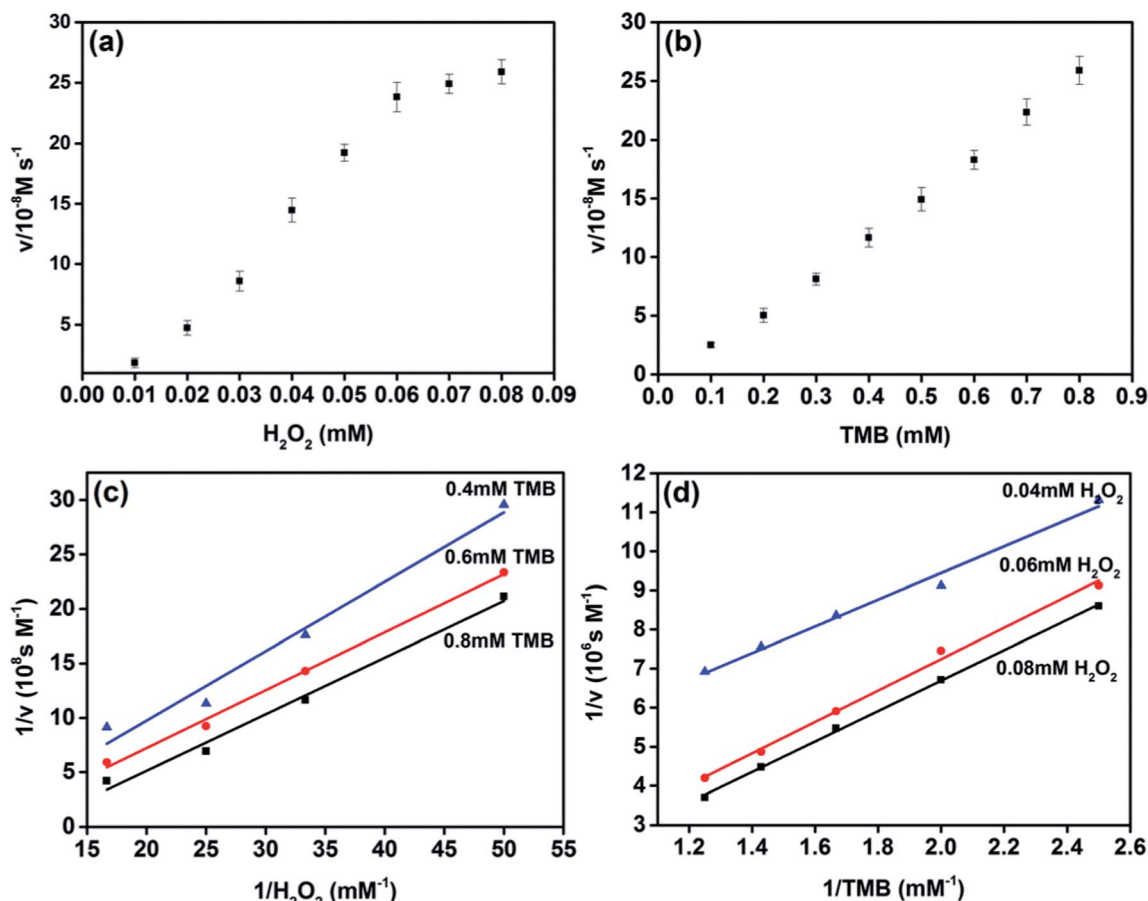 (a)
v/10⁻⁸M s⁻¹
30
25
20
15
10
5
0.00 0.01 0.02 0.03 0.04 0.05 0.06 0.07 0.08 0.09
H₂O₂ (mM)
(b)
v/10⁻⁸M s⁻¹
30
25
20
15
10
5
0
0.0 0.1 0.2 0.3 0.4 0.5 0.6 0.7 0.8 0.9
TMB (mM)
(c)
1/v (10⁸s M⁻¹)
30
25
20
15
10
5
0
0.4mM TMB
0.6mM TMB
0.8mM TMB
15 20 25 30 35 40 45 50 55
1/H₂O₂ (mM⁻¹)
(d)
1/v (10⁶s M⁻¹)
12
11
10
9
8
7
6
5
4
3
0.04mM H₂O₂
0.06mM H₂O₂
0.08mM H₂O₂
1.2 1.4 1.6 1.8 2.0 2.2 2.4 2.6
1/TMB (mM⁻¹)